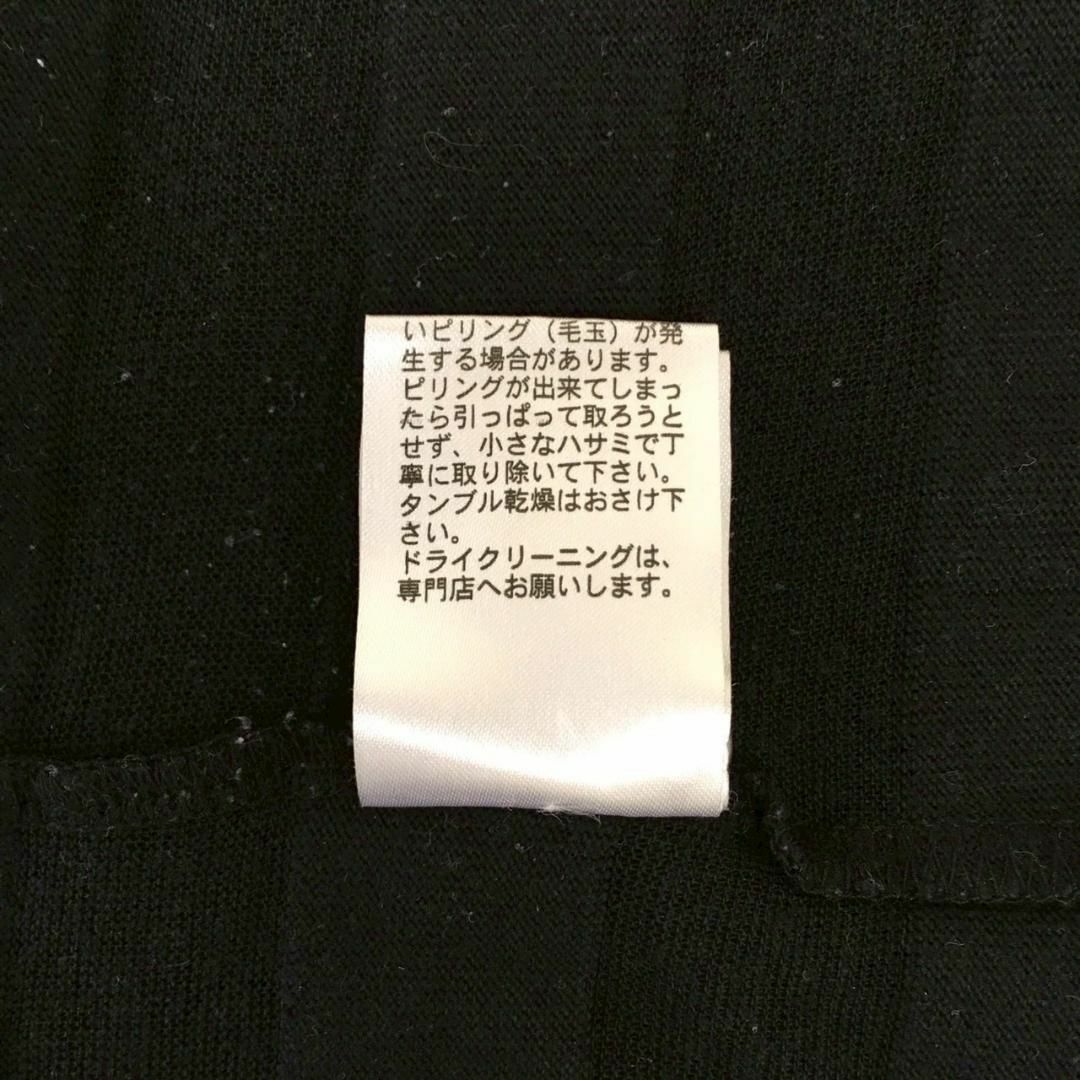 いピリング（毛玉）が発
生する場合があります。
ピリングが出来てしまっ
たら引っぱって取ろうと
せず、小さなハサミで丁
寧に取り除いて下さい。
タンブル乾燥はおさけ下
さい。
ドライクリーニングは、
専門店へお願いします。